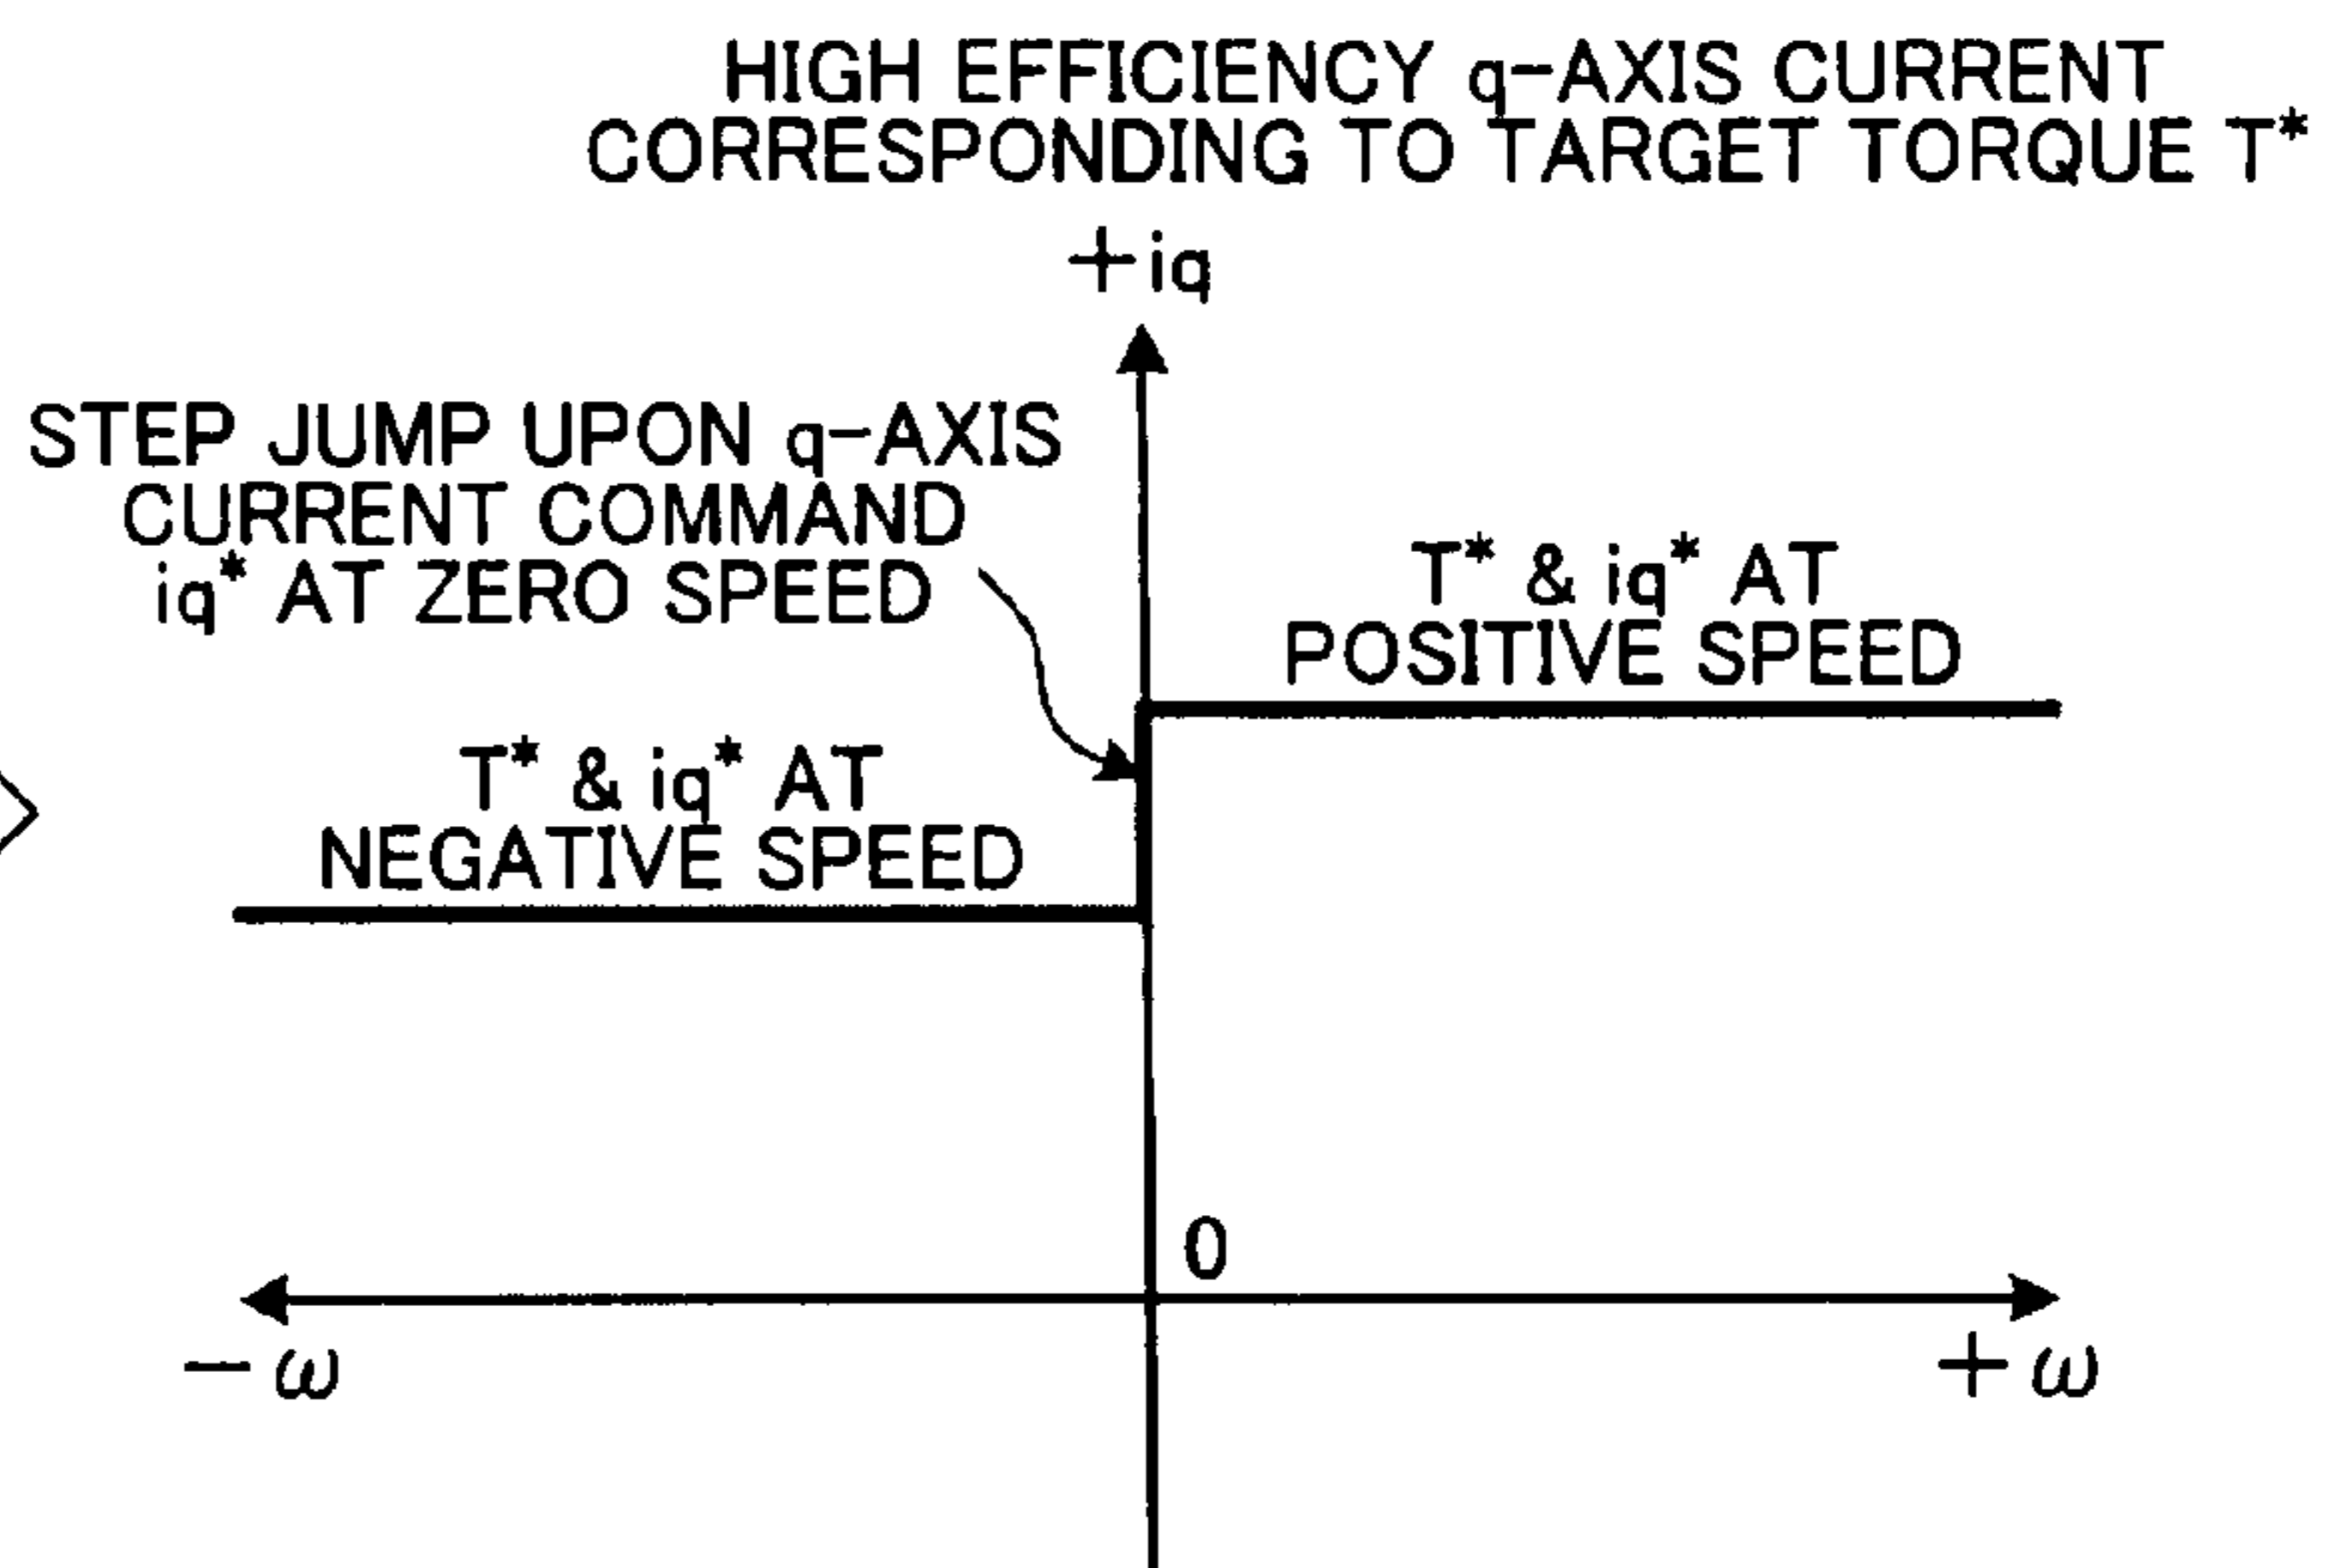 HIGH EFFICIENCY q-AXIS CURRENT
CORRESPONDING TO TARGET TORQUE T*
+iq
STEP JUMP UPON q-AXIS
CURRENT COMMAND
iq* AT ZERO SPEED
T* & iq* AT
POSITIVE SPEED
T* & iq* AT
NEGATIVE SPEED
0
−ω
+ω